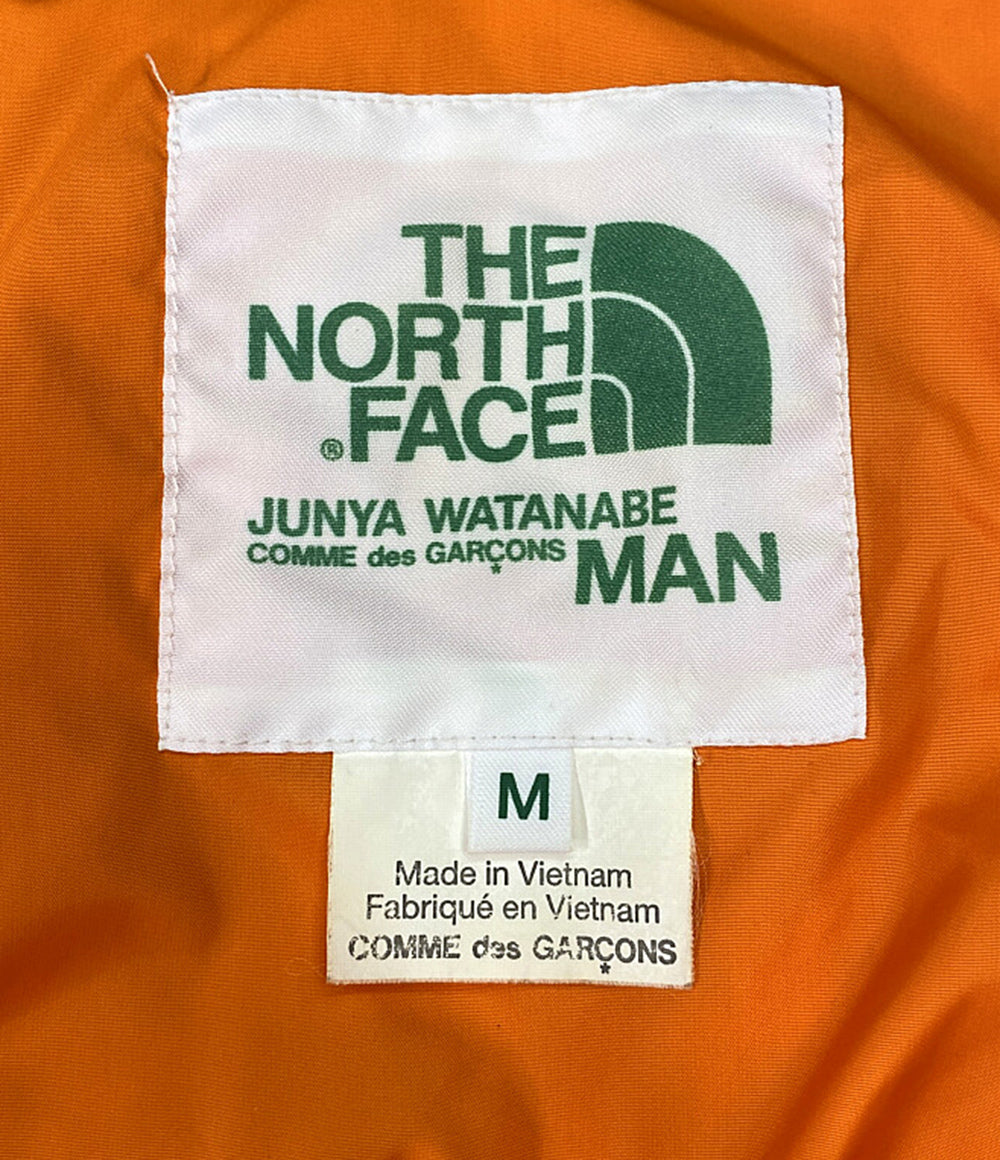 THE
NORTH
®FACE
JUNYA WATANABE
COMME des GARÇONS MAN
M
Made in Vietnam
Fabriqué en Vietnam
COMME des GARÇONS